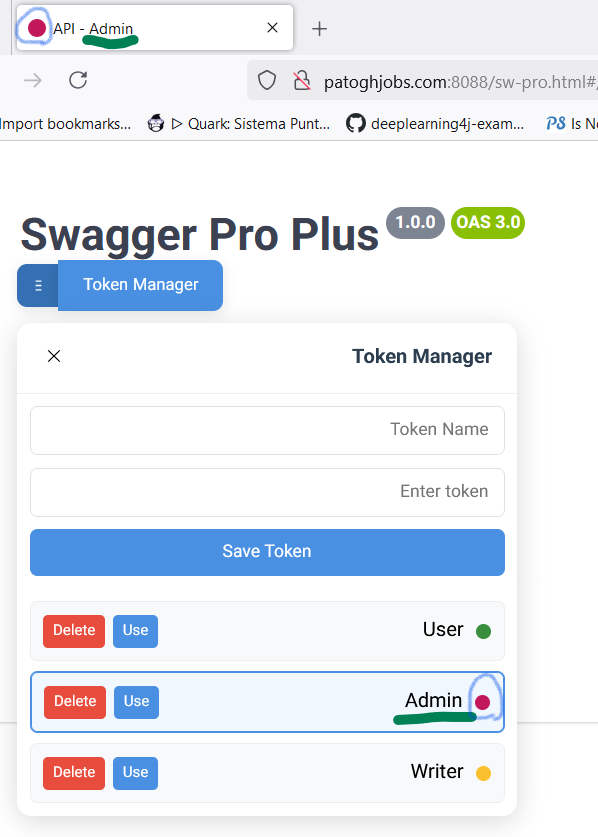 API - Admin
patoghjobs.com:8088/sw-pro.html#
Import bookmarks...
Quark: Sistema Punt...
deeplearning4j-exam...
PS Is N
Swagger Pro Plus 1.0.0 OAS 3.0
Token Manager
Token Manager
Token Name
Enter token
Save Token
Delete Use User
Delete Use Admin
Delete Use Writer